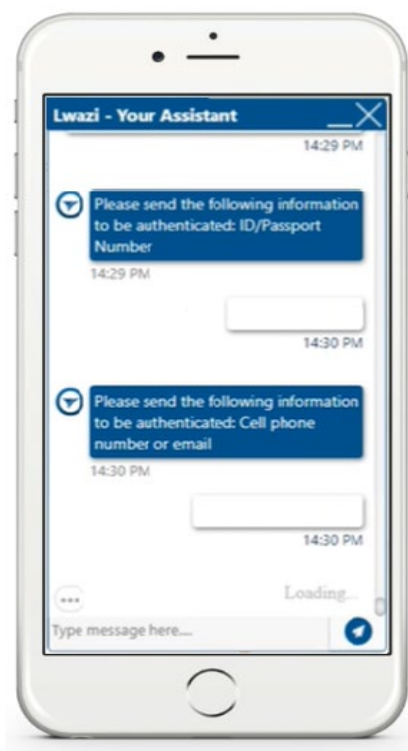 Lwazi - Your Assistant
14:29 PM
Please send the following information
to be authenticated: ID/Passport
Number
14:29 PM
14:30 PM
Please send the following information
to be authenticated: Cell phone
number or email
14:30 PM
14:30 PM
Loading...
Type message here....